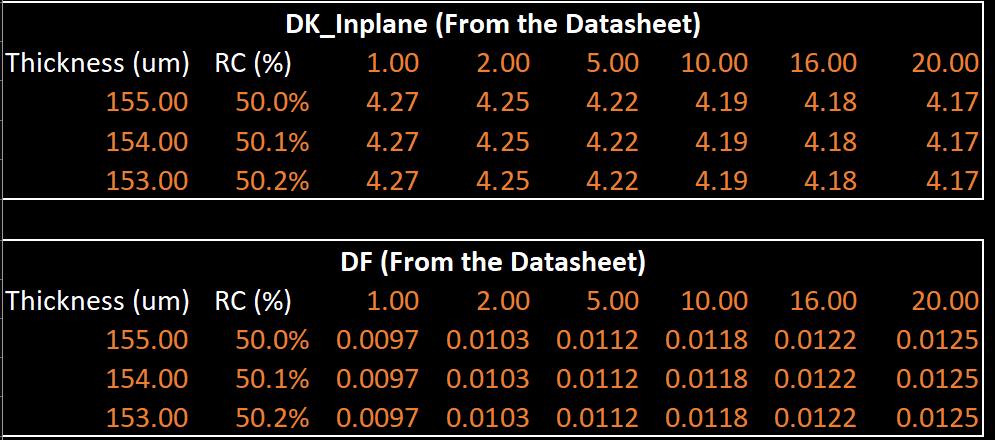 DK_Inplane (From the Datasheet)
Thickness (um) RC (%) 1.00 2.00 5.00 10.00 16.00 20.00
155.00 50.0% 4.27 4.25 4.22 4.19 4.18 4.17
154.00 50.1% 4.27 4.25 4.22 4.19 4.18 4.17
153.00 50.2% 4.27 4.25 4.22 4.19 4.18 4.17
DF (From the Datasheet)
Thickness (um) RC (%) 1.00 2.00 5.00 10.00 16.00 20.00
155.00 50.0% 0.0097 0.0103 0.0112 0.0118 0.0122 0.0125
154.00 50.1% 0.0097 0.0103 0.0112 0.0118 0.0122 0.0125
153.00 50.2% 0.0097 0.0103 0.0112 0.0118 0.0122 0.0125